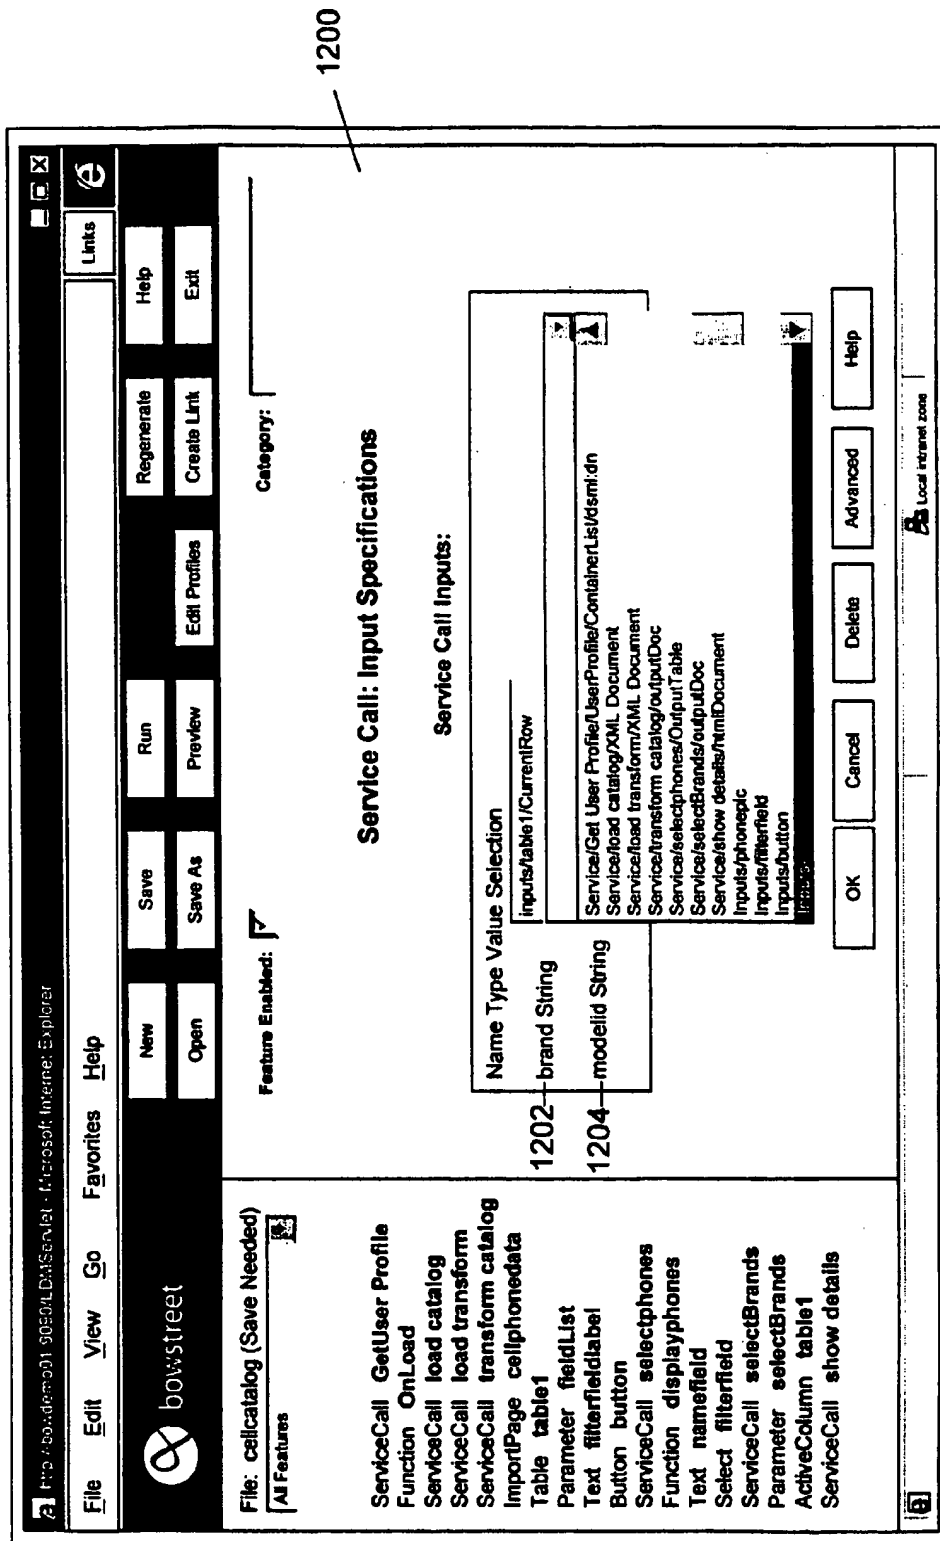 1200
Microsoft Internet Explorer
File Edit View Go Favorites Help
Links
bowstreet
New Save Run Regenerate Help
Open Save As Preview Edit Profiles Create Link Exit
File: cellcatalog (Save Needed)
All Features
ServiceCall GetUser Profile
Function OnLoad
ServiceCall load catalog
ServiceCall load transform
ServiceCall transform catalog
ImportPage cellphonedata
Table table1
Parameter fieldList
Text filterfieldlabel
Button button
ServiceCall selectphones
Function displayphones
Text namefield
Select filterfield
ServiceCall selectBrands
Parameter selectBrands
ActiveColumn table1
ServiceCall show details
Feature Enabled:
Category:
Service Call: Input Specifications
Service Call Inputs:
Name Type Value Selection
inputs/table1/CurrentRow
1202 brand String
1204 modelid String
Service/Get User Profile/UserProfile/ContainerList/dsml:dn
Service/load catalog/XML Document
Service/load transform/XML Document
Service/transform catalog/outputDoc
Service/selectphones/OutputTable
Service/selectBrands/outputDoc
Service/show details/htmlDocument
Inputs/phonepic
Inputs/filterfield
Inputs/button
OK Cancel Delete Advanced Help
Local intranet zone